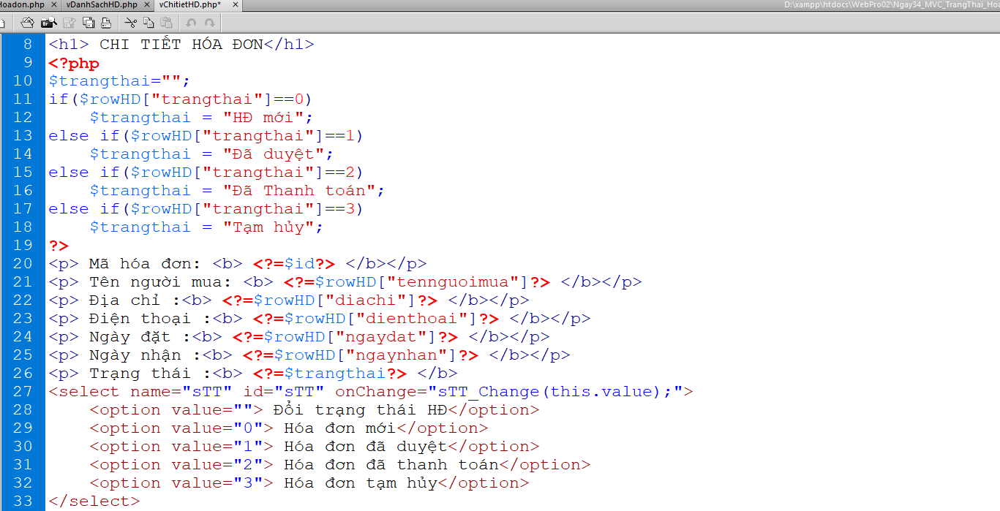 Hoadon.php × vDanhSachHD.php × vChitietHD.php* × D:\xampp\htdocs\WebPro02\Ngay34_MVC_TrangThai_Hoa
Br
8 <h1> CHI TIẾT HÓA ĐƠN</h1>
9 <?php
10 $trangthai="";
11 if($rowHD["trangthai"]==0)
12     $trangthai = "HĐ mới";
13 else if($rowHD["trangthai"]==1)
14     $trangthai = "Đã duyệt";
15 else if($rowHD["trangthai"]==2)
16     $trangthai = "Đã Thanh toán";
17 else if($rowHD["trangthai"]==3)
18     $trangthai = "Tạm hủy";
19 ?>
20 <p> Mã hóa đơn: <b> <?=$id?> </b></p>
21 <p> Tên người mua: <b> <?=$rowHD["tennguoimua"]?> </b></p>
22 <p> Địa chỉ :<b> <?=$rowHD["diachi"]?> </b></p>
23 <p> Điện thoại :<b> <?=$rowHD["dienthoai"]?> </b></p>
24 <p> Ngày đặt :<b> <?=$rowHD["ngaydat"]?> </b></p>
25 <p> Ngày nhận :<b> <?=$rowHD["ngaynhan"]?> </b></p>
26 <p> Trạng thái :<b> <?=$trangthai?> </b>
27 <select name="sTT" id="sTT" onChange="sTT_Change(this.value);">
28     <option value=""> Đổi trạng thái HĐ</option>
29     <option value="0"> Hóa đơn mới</option>
30     <option value="1"> Hóa đơn đã duyệt</option>
31     <option value="2"> Hóa đơn đã thanh toán</option>
32     <option value="3"> Hóa đơn tạm hủy</option>
33 </select>